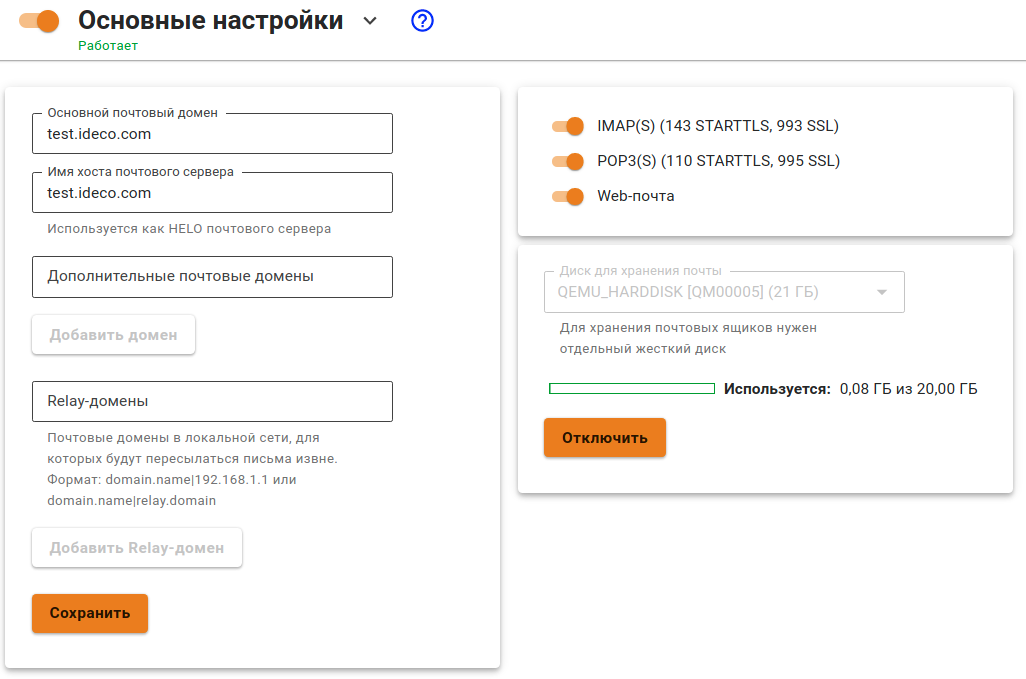 Основные настройки
Работает
Основной почтовый домен
test.ideco.com
Имя хоста почтового сервера
test.ideco.com
Используется как HELO почтового сервера
Дополнительные почтовые домены
Добавить домен
Relay-домены
Почтовые домены в локальной сети, для
которых будут пересылаться письма извне.
Формат: domain.name|192.168.1.1 или
domain.name|relay.domain
Добавить Relay-домен
Сохранить
IMAP(S) (143 STARTTLS, 993 SSL)
POP3(S) (110 STARTTLS, 995 SSL)
Web-почта
Диск для хранения почты
QEMU_HARDDISK [QM00005] (21 ГБ)
Для хранения почтовых ящиков нужен
отдельный жесткий диск
Используется: 0,08 ГБ из 20,00 ГБ
Отключить